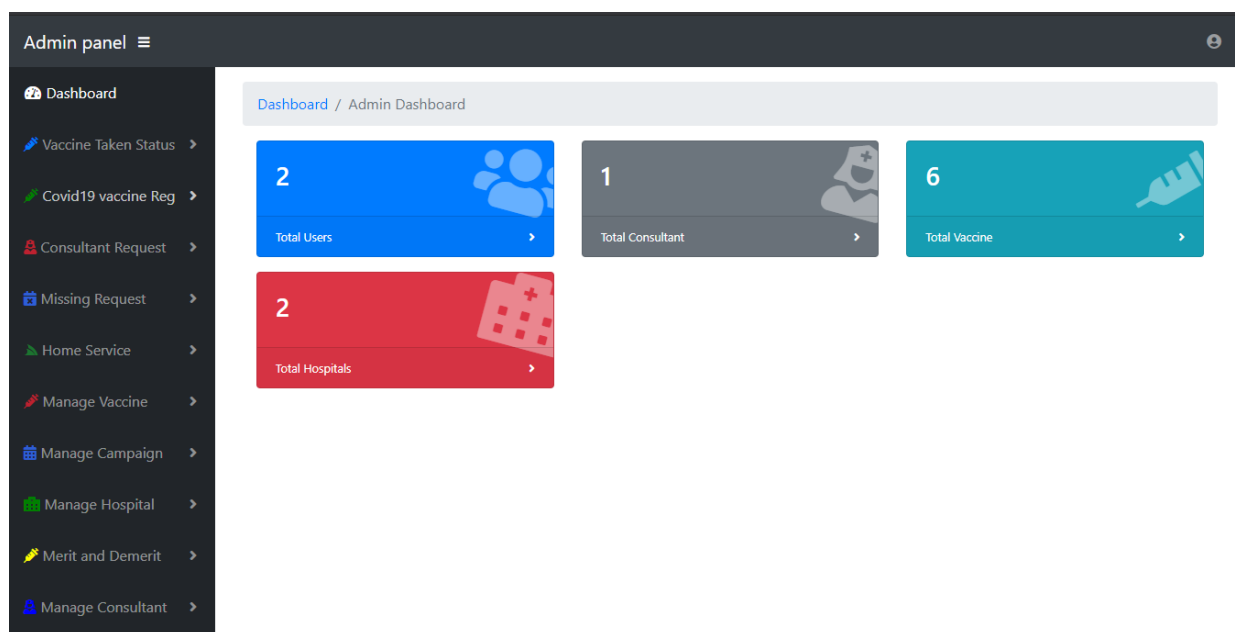 Admin panel
Dashboard
Vaccine Taken Status
Covid19 vaccine Reg
Consultant Request
Missing Request
Home Service
Manage Vaccine
Manage Campaign
Manage Hospital
Merit and Demerit
Manage Consultant
Dashboard / Admin Dashboard
2
Total Users
1
Total Consultant
6
Total Vaccine
2
Total Hospitals